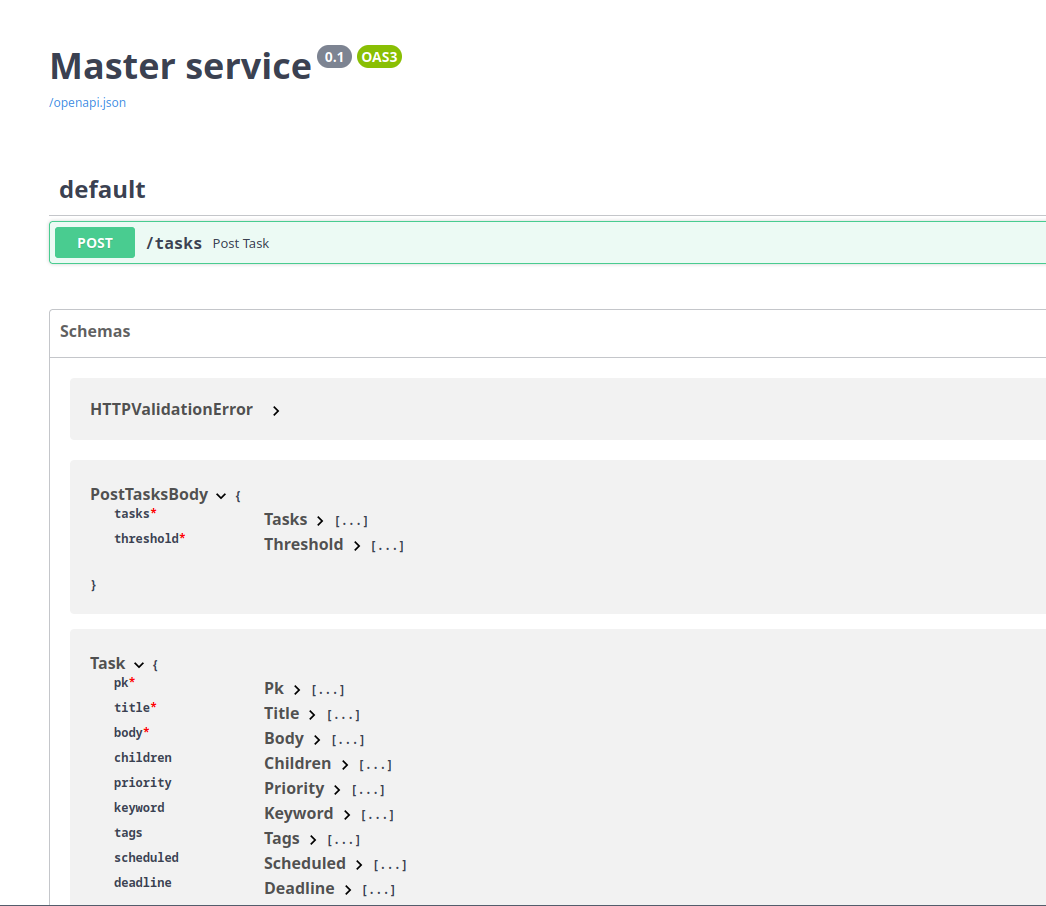 Master service 0.1 OAS3
/openapi.json
default
POST /tasks Post Task
Schemas
HTTPValidationError
PostTasksBody {
tasks* Tasks [...]
threshold* Threshold [...]
}
Task {
pk* Pk [...]
title* Title [...]
body* Body [...]
children Children [...]
priority Priority [...]
keyword Keyword [...]
tags Tags [...]
scheduled Scheduled [...]
deadline Deadline [...]